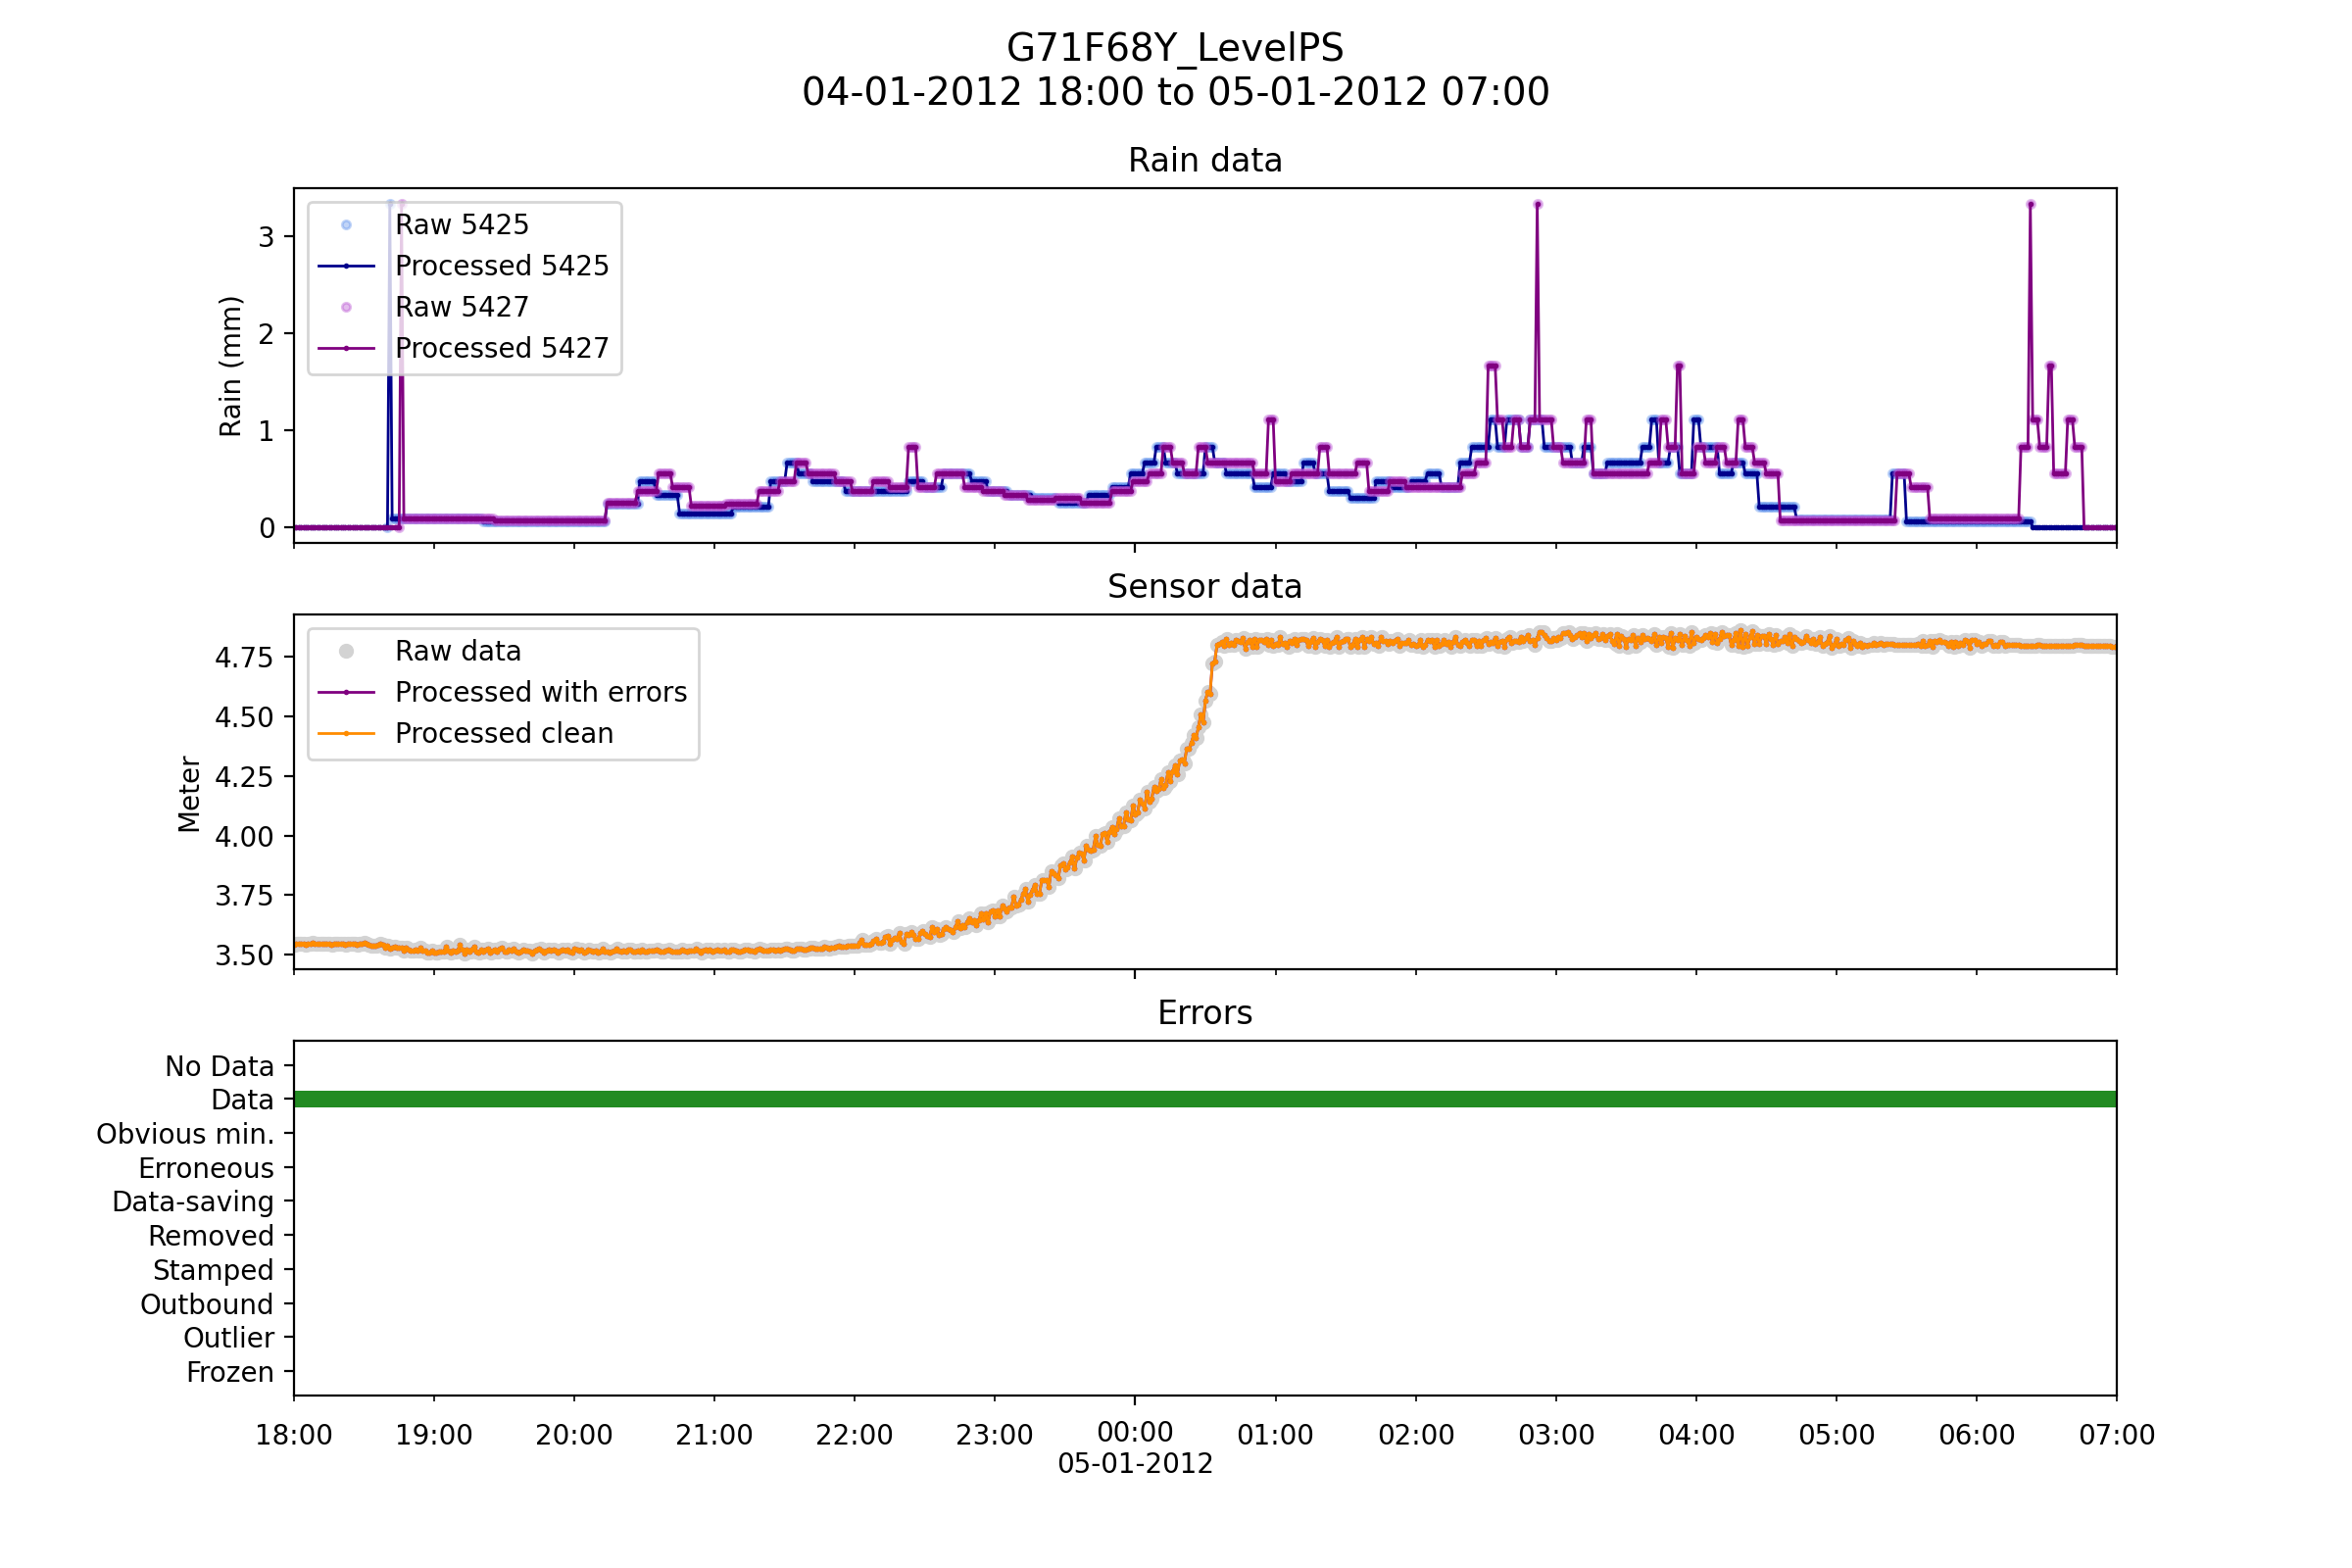 G71F68Y_LevelPS
04-01-2012 18:00 to 05-01-2012 07:00
Rain data
Rain (mm)
3
2
1
0
Raw 5425
Processed 5425
Raw 5427
Processed 5427
Sensor data
Meter
4.75
4.50
4.25
4.00
3.75
3.50
Raw data
Processed with errors
Processed clean
Errors
No Data
Data
Obvious min.
Erroneous
Data-saving
Removed
Stamped
Outbound
Outlier
Frozen
18:00 19:00 20:00 21:00 22:00 23:00 00:00 01:00 02:00 03:00 04:00 05:00 06:00 07:00
05-01-2012